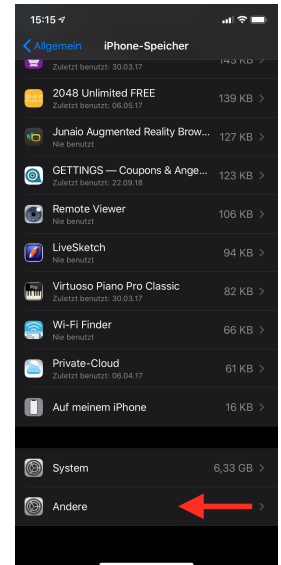 15:15
Allgemein iPhone-Speicher
Zuletzt benutzt: 30.03.17 143 KB
2048 Unlimited FREE 139 KB
Zuletzt benutzt: 06.05.17
Junaio Augmented Reality Brow... 127 KB
Nie benutzt
GETTINGS — Coupons & Ange... 123 KB
Zuletzt benutzt: 22.09.18
Remote Viewer 106 KB
Nie benutzt
LiveSketch 94 KB
Nie benutzt
Virtuoso Piano Pro Classic 82 KB
Zuletzt benutzt: 30.03.17
Wi-Fi Finder 66 KB
Nie benutzt
Private-Cloud 61 KB
Zuletzt benutzt: 06.04.17
Auf meinem iPhone 16 KB
System 6,33 GB
Andere